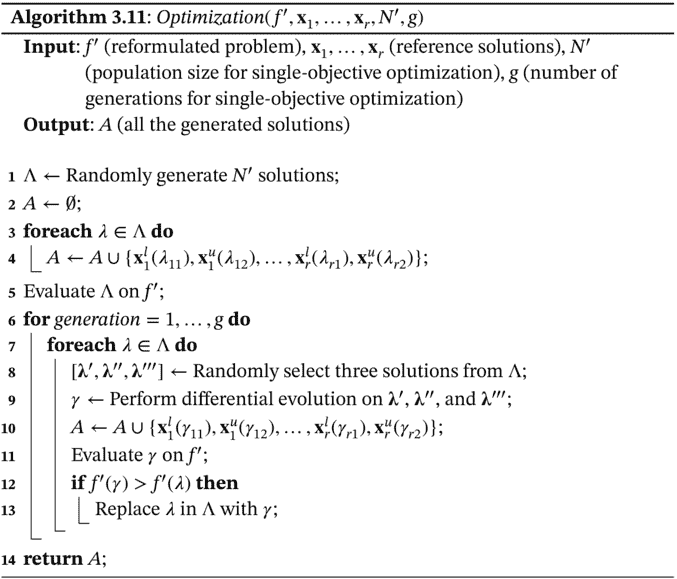 Algorithm 3.11: Optimization(f′, x₁, … , xᵣ, N′, g)
Input: f′ (reformulated problem), x₁, … , xᵣ (reference solutions), N′
(population size for single-objective optimization), g (number of
generations for single-objective optimization)
Output: A (all the generated solutions)
1 Λ ← Randomly generate N′ solutions;
2 A ← ∅;
3 foreach λ ∈ Λ do
4 A ← A ∪ {x₁ˡ(λ₁₁), x₁ᵘ(λ₁₂), … , xᵣˡ(λᵣ₁), xᵣᵘ(λᵣ₂)};
5 Evaluate Λ on f′;
6 for generation = 1, … , g do
7 foreach λ ∈ Λ do
8 [λ′, λ″, λ‴] ← Randomly select three solutions from Λ;
9 γ ← Perform differential evolution on λ′, λ″, and λ‴;
10 A ← A ∪ {x₁ˡ(γ₁₁), x₁ᵘ(γ₁₂), … , xᵣˡ(γᵣ₁), xᵣᵘ(γᵣ₂)};
11 Evaluate γ on f′;
12 if f′(γ) > f′(λ) then
13 Replace λ in Λ with γ;
14 return A;